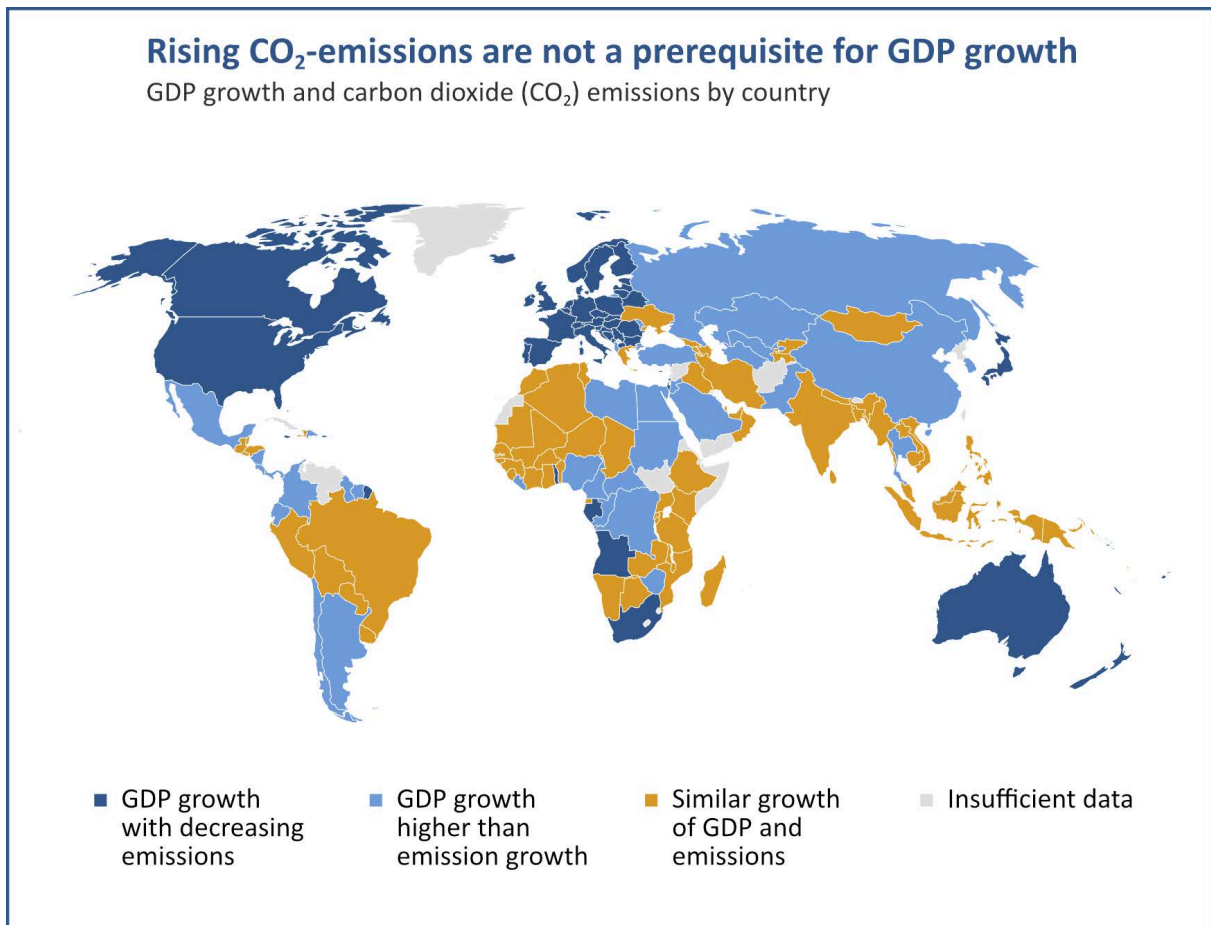 Rising CO₂-emissions are not a prerequisite for GDP growth
GDP growth and carbon dioxide (CO₂) emissions by country
GDP growth
with decreasing
emissions
GDP growth
higher than
emission growth
Similar growth
of GDP and
emissions
Insufficient data